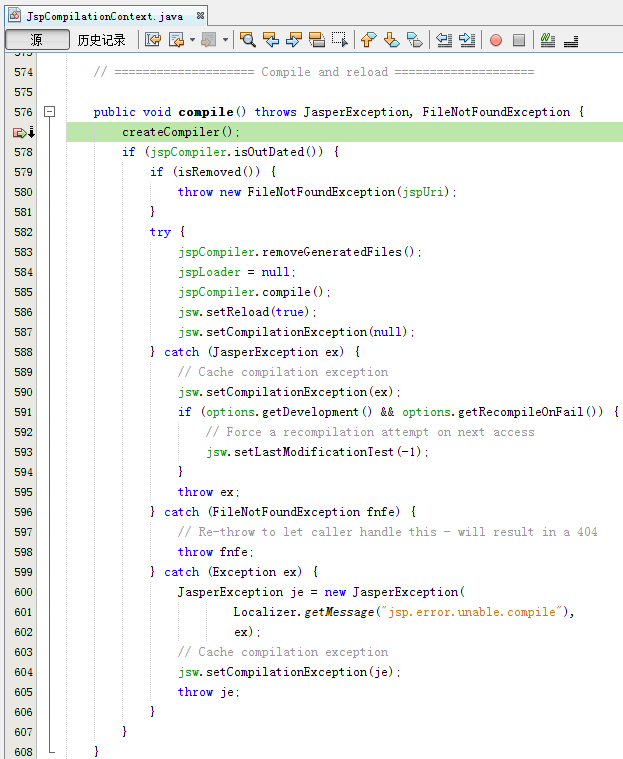 JspCompilationContext.java
源 历史记录
573
574 // ==================== Compile and reload ====================
575
576 public void compile() throws JasperException, FileNotFoundException {
createCompiler();
578 if (jspCompiler.isOutDated()) {
579 if (isRemoved()) {
580 throw new FileNotFoundException(jspUri);
581 }
582 try {
583 jspCompiler.removeGeneratedFiles();
584 jspLoader = null;
585 jspCompiler.compile();
586 jsw.setReload(true);
587 jsw.setCompilationException(null);
588 } catch (JasperException ex) {
589 // Cache compilation exception
590 jsw.setCompilationException(ex);
591 if (options.getDevelopment() && options.getRecompileOnFail()) {
592 // Force a recompilation attempt on next access
593 jsw.setLastModificationTest(-1);
594 }
595 throw ex;
596 } catch (FileNotFoundException fnfe) {
597 // Re-throw to let caller handle this - will result in a 404
598 throw fnfe;
599 } catch (Exception ex) {
600 JasperException je = new JasperException(
601 Localizer.getMessage("jsp.error.unable.compile"),
602 ex);
603 // Cache compilation exception
604 jsw.setCompilationException(je);
605 throw je;
606 }
607 }
608 }